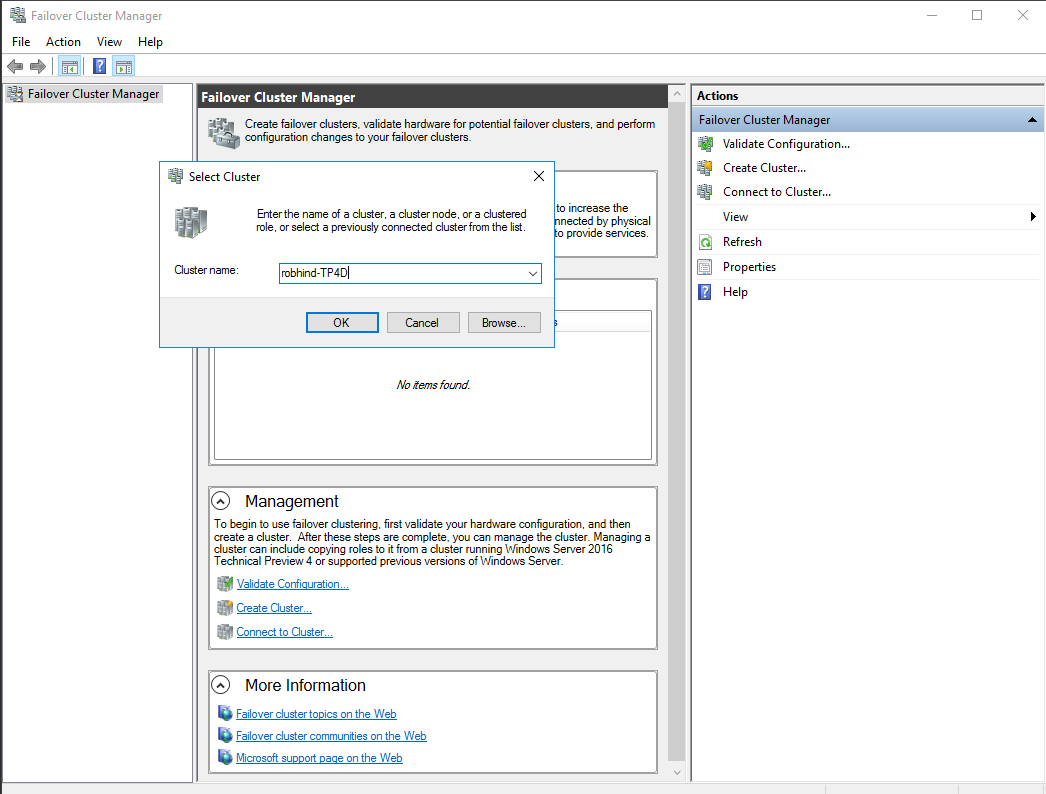 Failover Cluster Manager
File Action View Help
Failover Cluster Manager
Failover Cluster Manager
Create failover clusters, validate hardware for potential failover clusters, and perform
configuration changes to your failover clusters.
to increase the
nnected by physical
to provide services.
Select Cluster
Enter the name of a cluster, a cluster node, or a clustered
role, or select a previously connected cluster from the list.
Cluster name: robhind-TP4D
OK Cancel Browse...
s
No items found.
Management
To begin to use failover clustering, first validate your hardware configuration, and then
create a cluster. After these steps are complete, you can manage the cluster. Managing a
cluster can include copying roles to it from a cluster running Windows Server 2016
Technical Preview 4 or supported previous versions of Windows Server.
Validate Configuration...
Create Cluster...
Connect to Cluster...
More Information
Failover cluster topics on the Web
Failover cluster communities on the Web
Microsoft support page on the Web
Actions
Failover Cluster Manager
Validate Configuration...
Create Cluster...
Connect to Cluster...
View
Refresh
Properties
Help